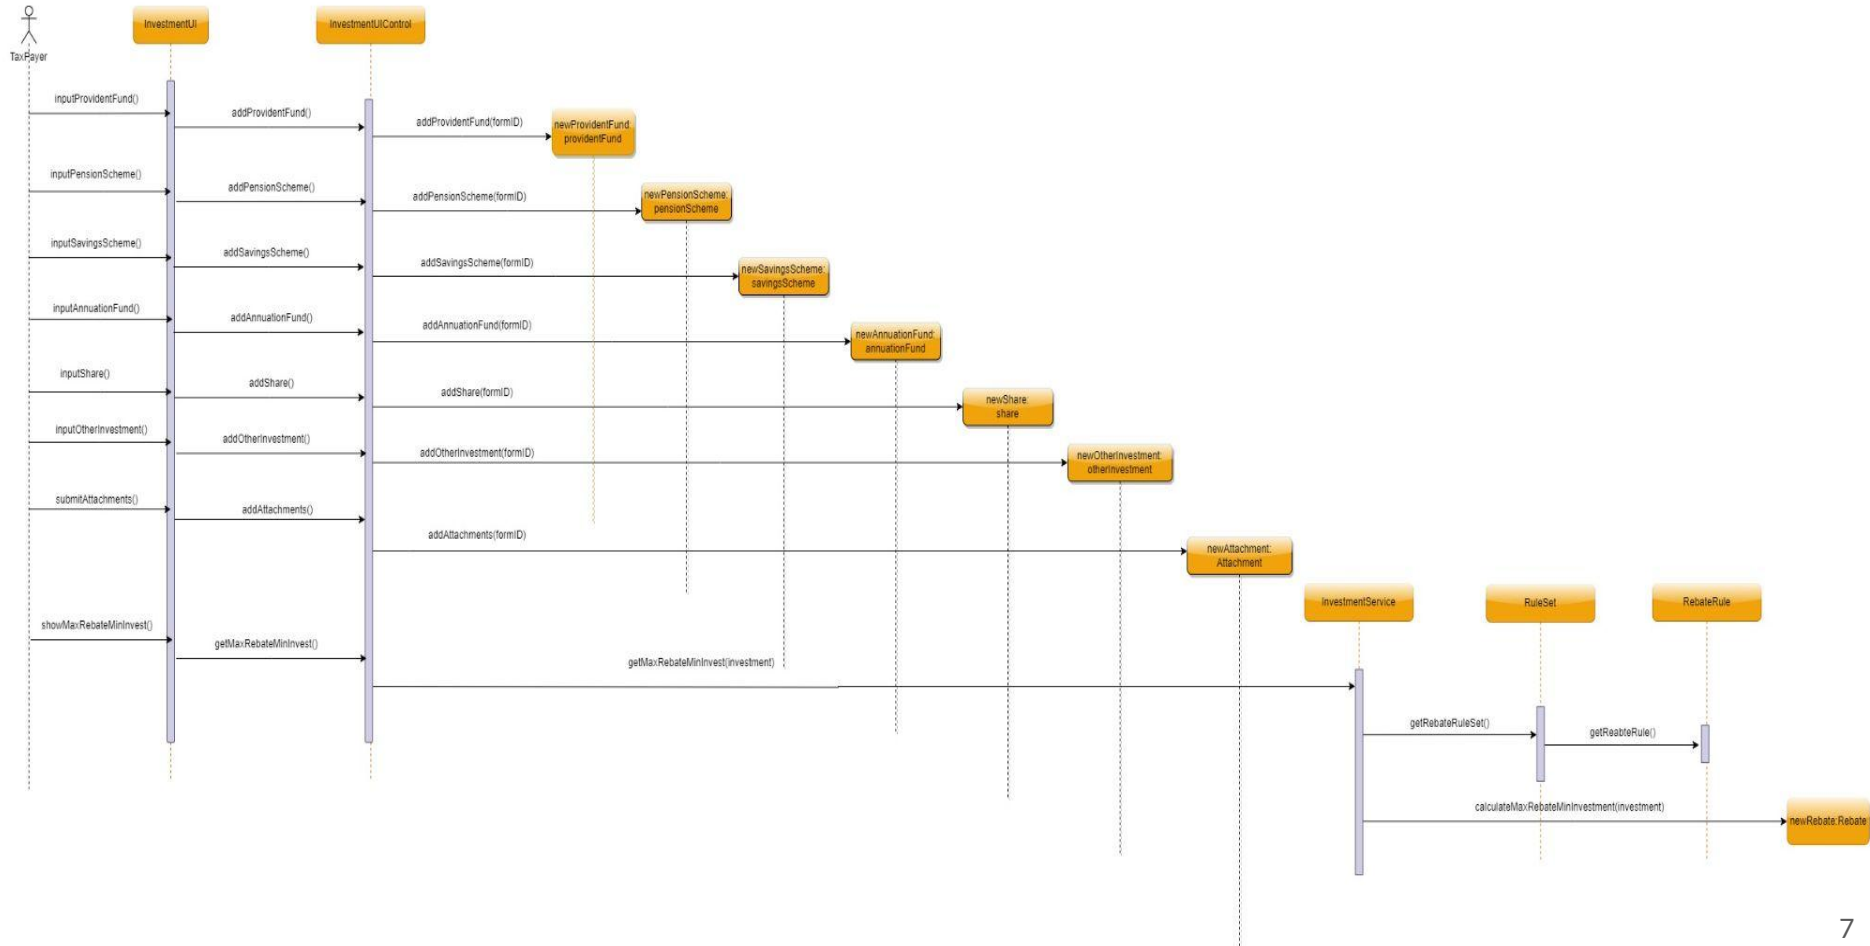 InvestmentUI
InvestmentUIControl
TaxPayer
inputProvidentFund()
addProvidentFund()
addProvidentFund(formID)
newProvidentFund:
providentFund
inputPensionScheme()
addPensionScheme()
addPensionScheme(formID)
newPensionScheme:
pensionScheme
inputSavingsScheme()
addSavingsScheme()
addSavingsScheme(formID)
newSavingsScheme:
savingsScheme
inputAnnuationFund()
addAnnuationFund()
addAnnuationFund(formID)
newAnnuationFund:
annuationFund
inputShare()
addShare()
addShare(formID)
newShare:
share
inputOtherInvestment()
addOtherInvestment()
addOtherInvestment(formID)
newOtherInvestment:
otherInvestment
submitAttachments()
addAttachments()
addAttachments(formID)
newAttachment:
Attachment
InvestmentService
RuleSet
RebateRule
showMaxRebateMinInvest()
getMaxRebateMinInvest()
getMaxRebateMinInvest(investment)
getRebateRuleSet()
getReabteRule()
calculateMaxRebateMinInvestment(investment)
newRebate:Rebate
7